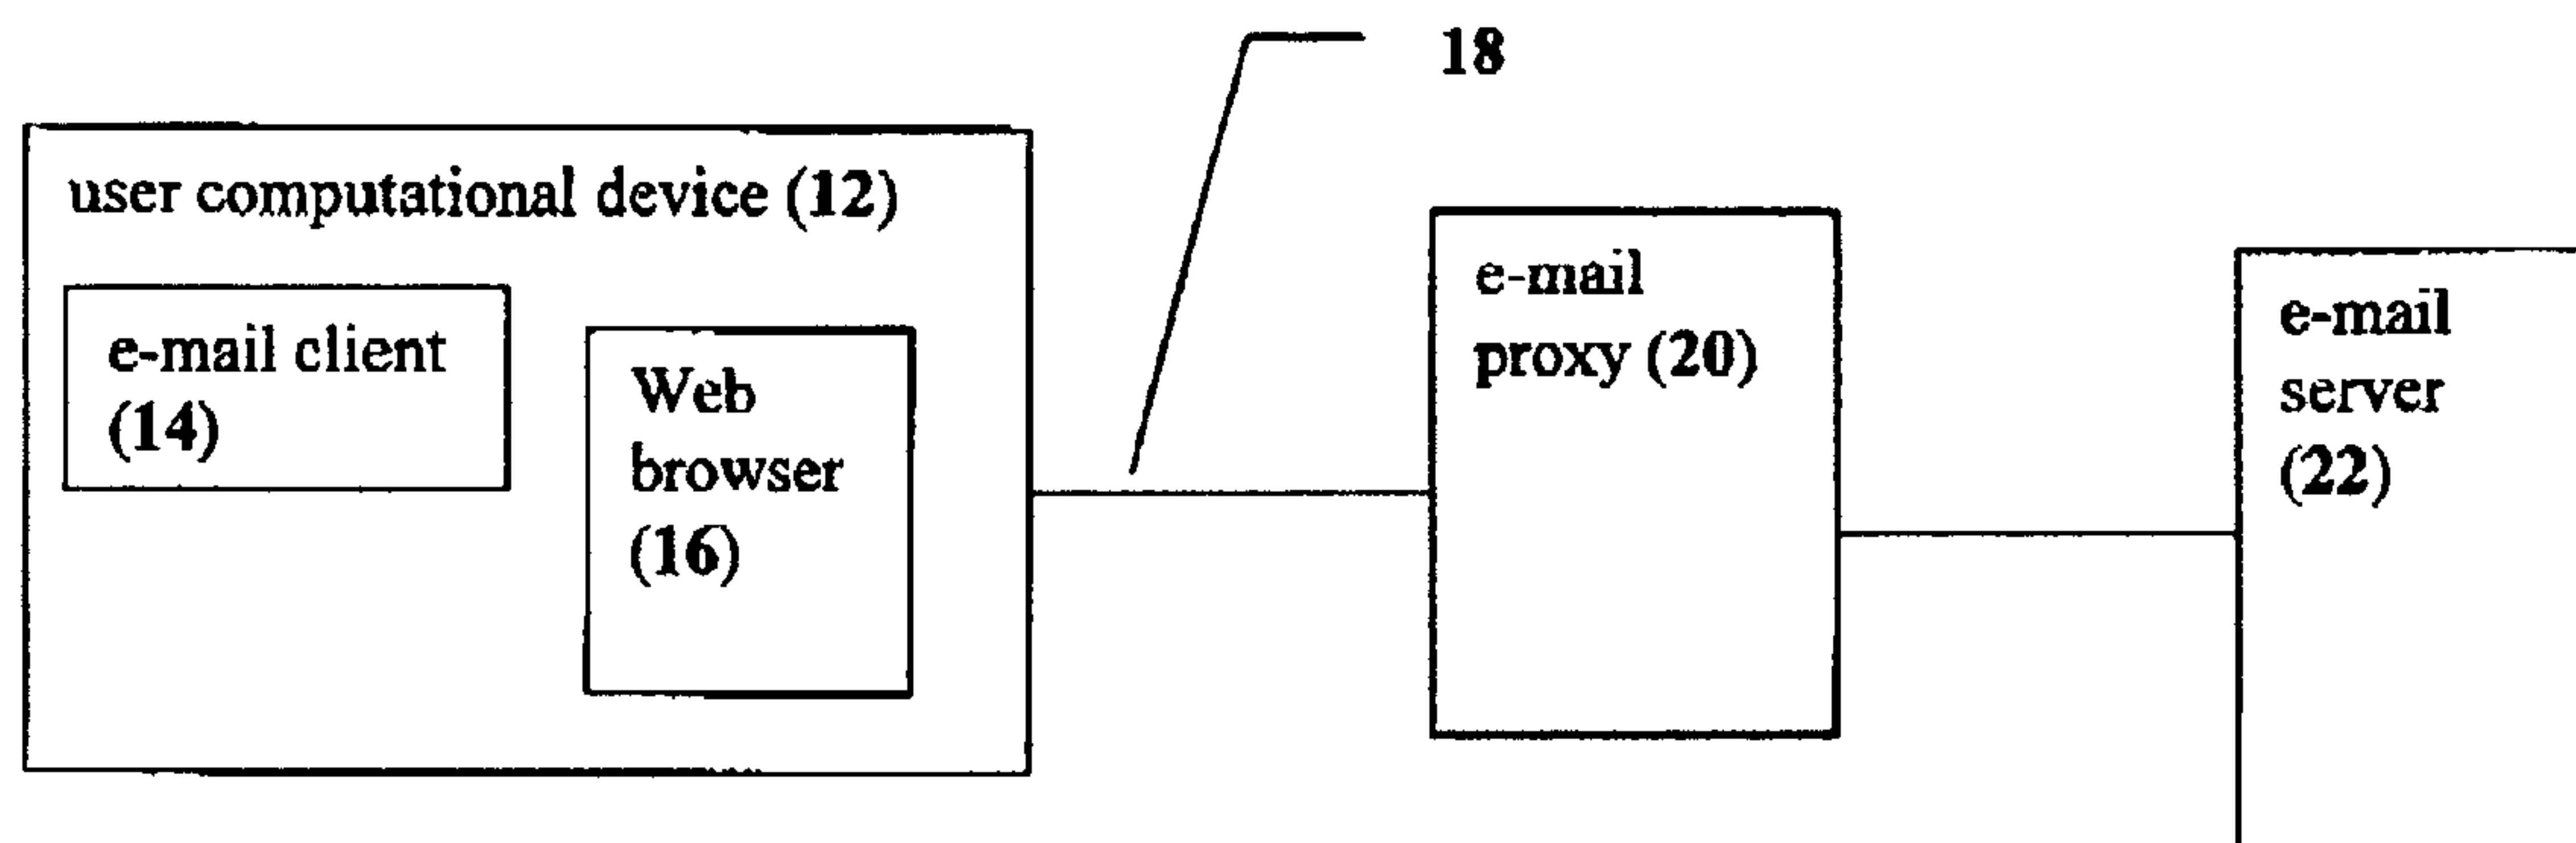 18
user computational device (12)
e-mail client
(14)
Web
browser
(16)
e-mail
proxy (20)
e-mail
server
(22)